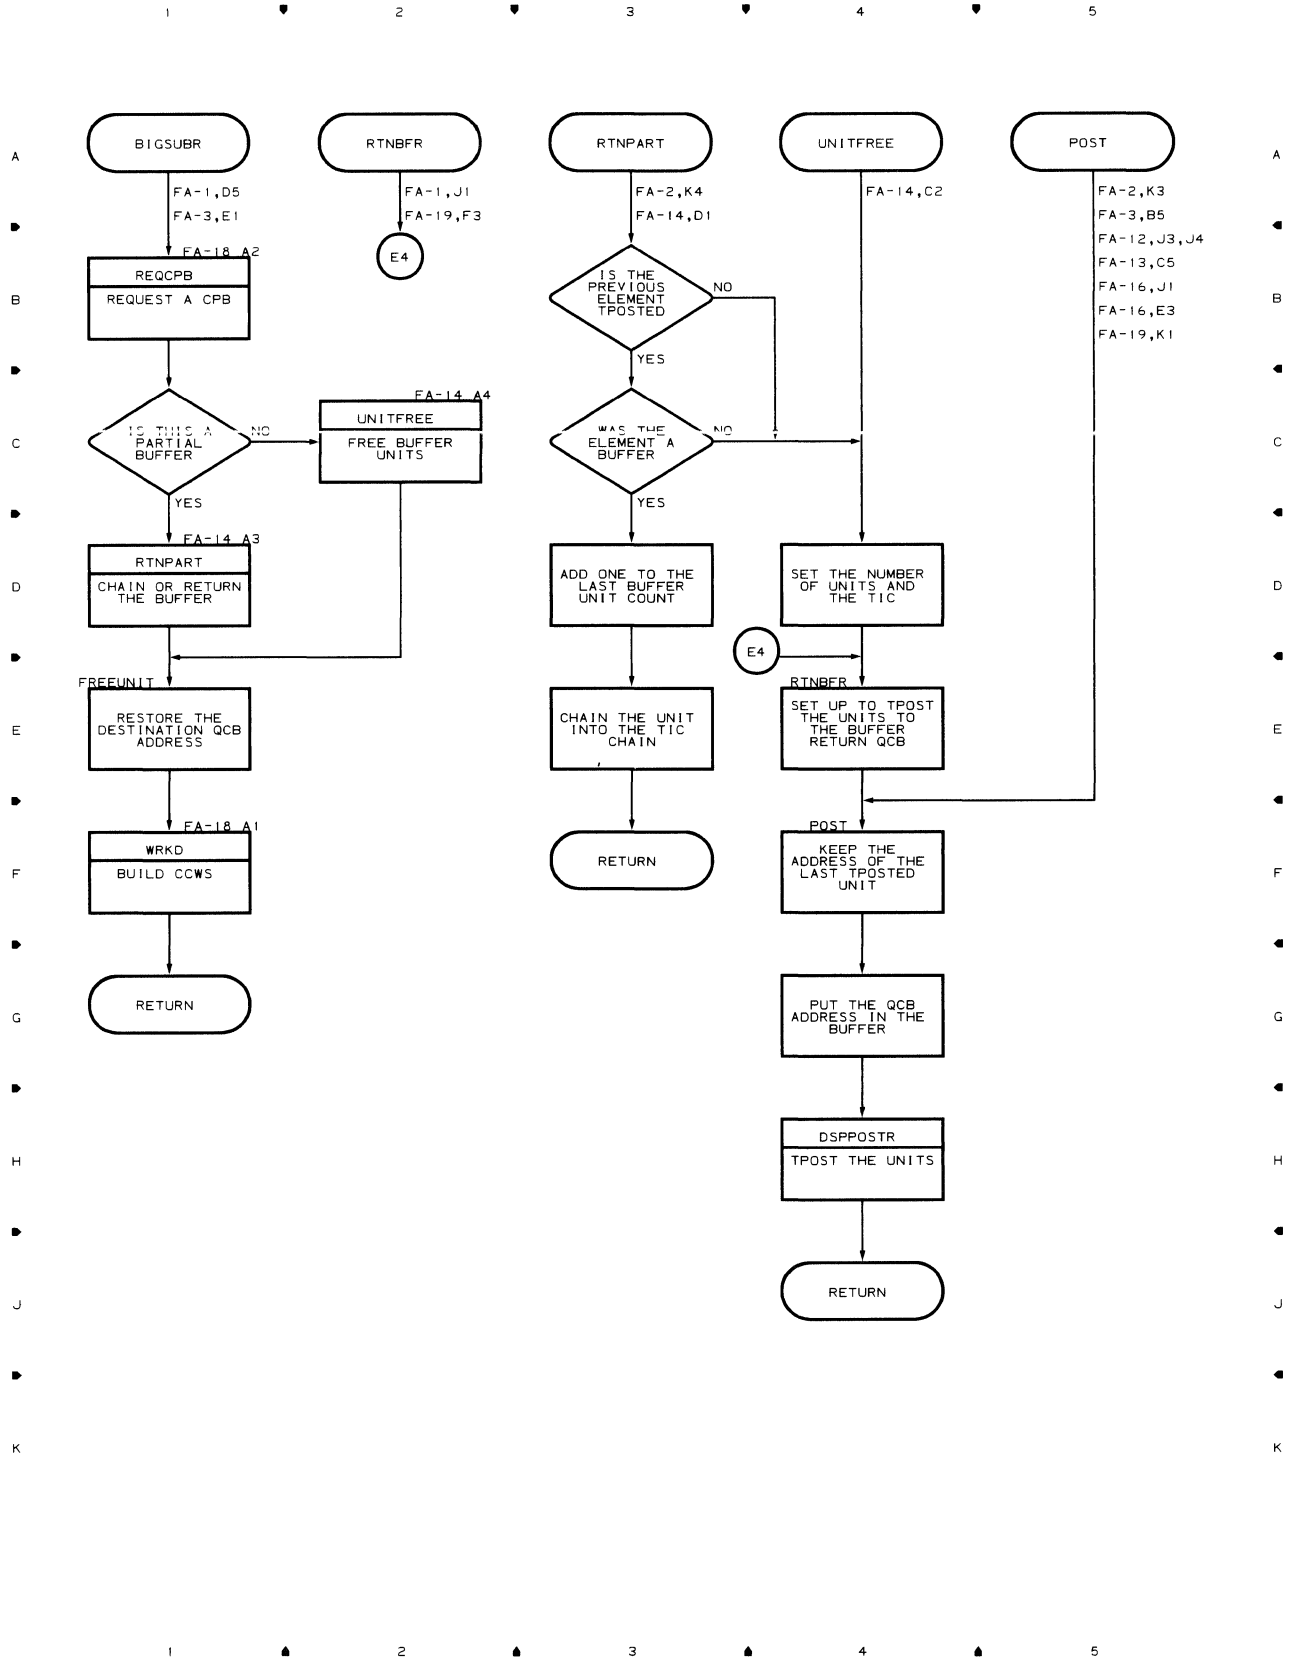 1 2 3 4 5
BIGSUBR
RTNBFR
RTNPART
UNITFREE
POST
A
A
FA-1,D5
FA-3,E1
FA-1,J1
FA-19,F3
FA-2,K4
FA-14,D1
FA-14,C2
FA-2,K3
FA-3,B5
FA-12,J3,J4
FA-13,C5
FA-16,J1
FA-16,E3
FA-19,K1
E4
FA-18 A2
REQCPB
REQUEST A CPB
IS THE
PREVIOUS
ELEMENT
TPOSTED
NO
YES
B
B
IS THIS A
PARTIAL
BUFFER
NO
YES
FA-14 A4
UNITFREE
FREE BUFFER
UNITS
WAS THE
ELEMENT A
BUFFER
NO
YES
C
C
FA-14 A3
RTNPART
CHAIN OR RETURN
THE BUFFER
ADD ONE TO THE
LAST BUFFER
UNIT COUNT
SET THE NUMBER
OF UNITS AND
THE TIC
D
D
E4
FREEUNIT
RESTORE THE
DESTINATION QCB
ADDRESS
CHAIN THE UNIT
INTO THE TIC
CHAIN
RTNBFR
SET UP TO TPOST
THE UNITS TO
THE BUFFER
RETURN QCB
E
E
FA-18 A1
WRKD
BUILD CCWS
RETURN
POST
KEEP THE
ADDRESS OF THE
LAST TPOSTED
UNIT
F
F
RETURN
PUT THE QCB
ADDRESS IN THE
BUFFER
G
G
DSPPOSTR
TPOST THE UNITS
H
H
RETURN
J
J
K
K
1 2 3 4 5